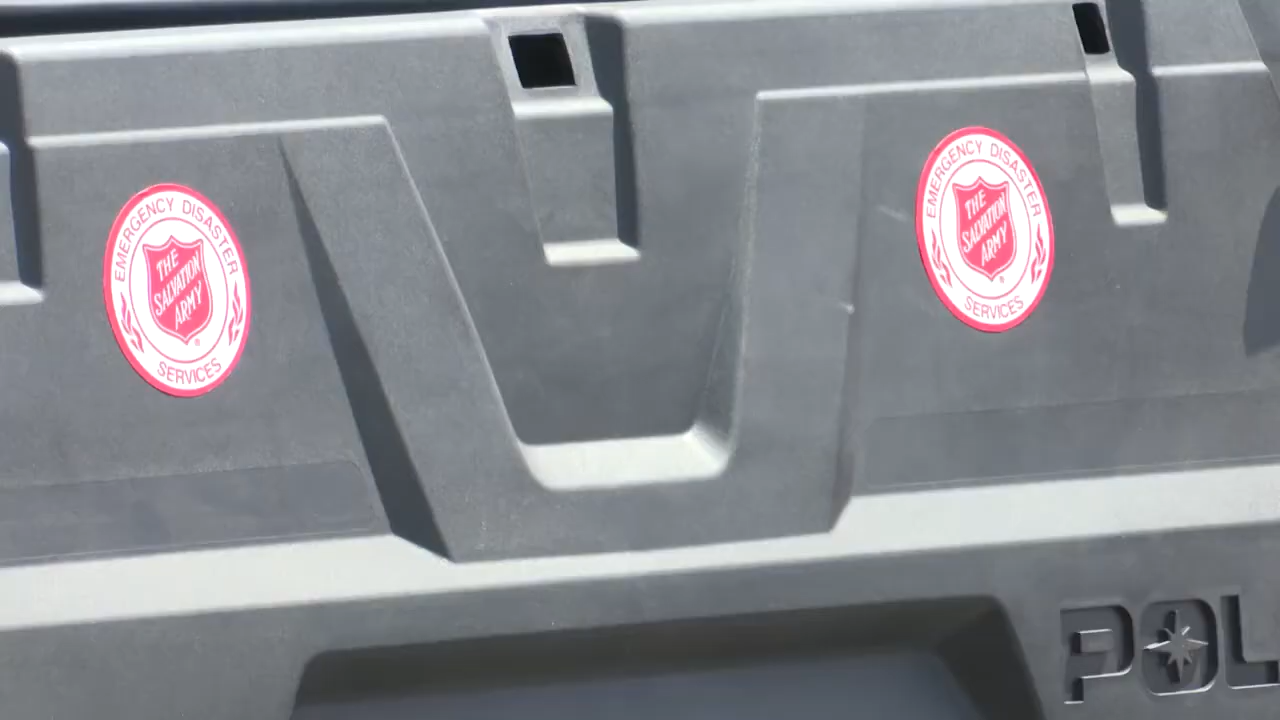 EMERGENCY DISASTER
THE
SALVATION
ARMY
®
SERVICES
EMERGENCY DISASTER
THE
SALVATION
ARMY
®
SERVICES
POL